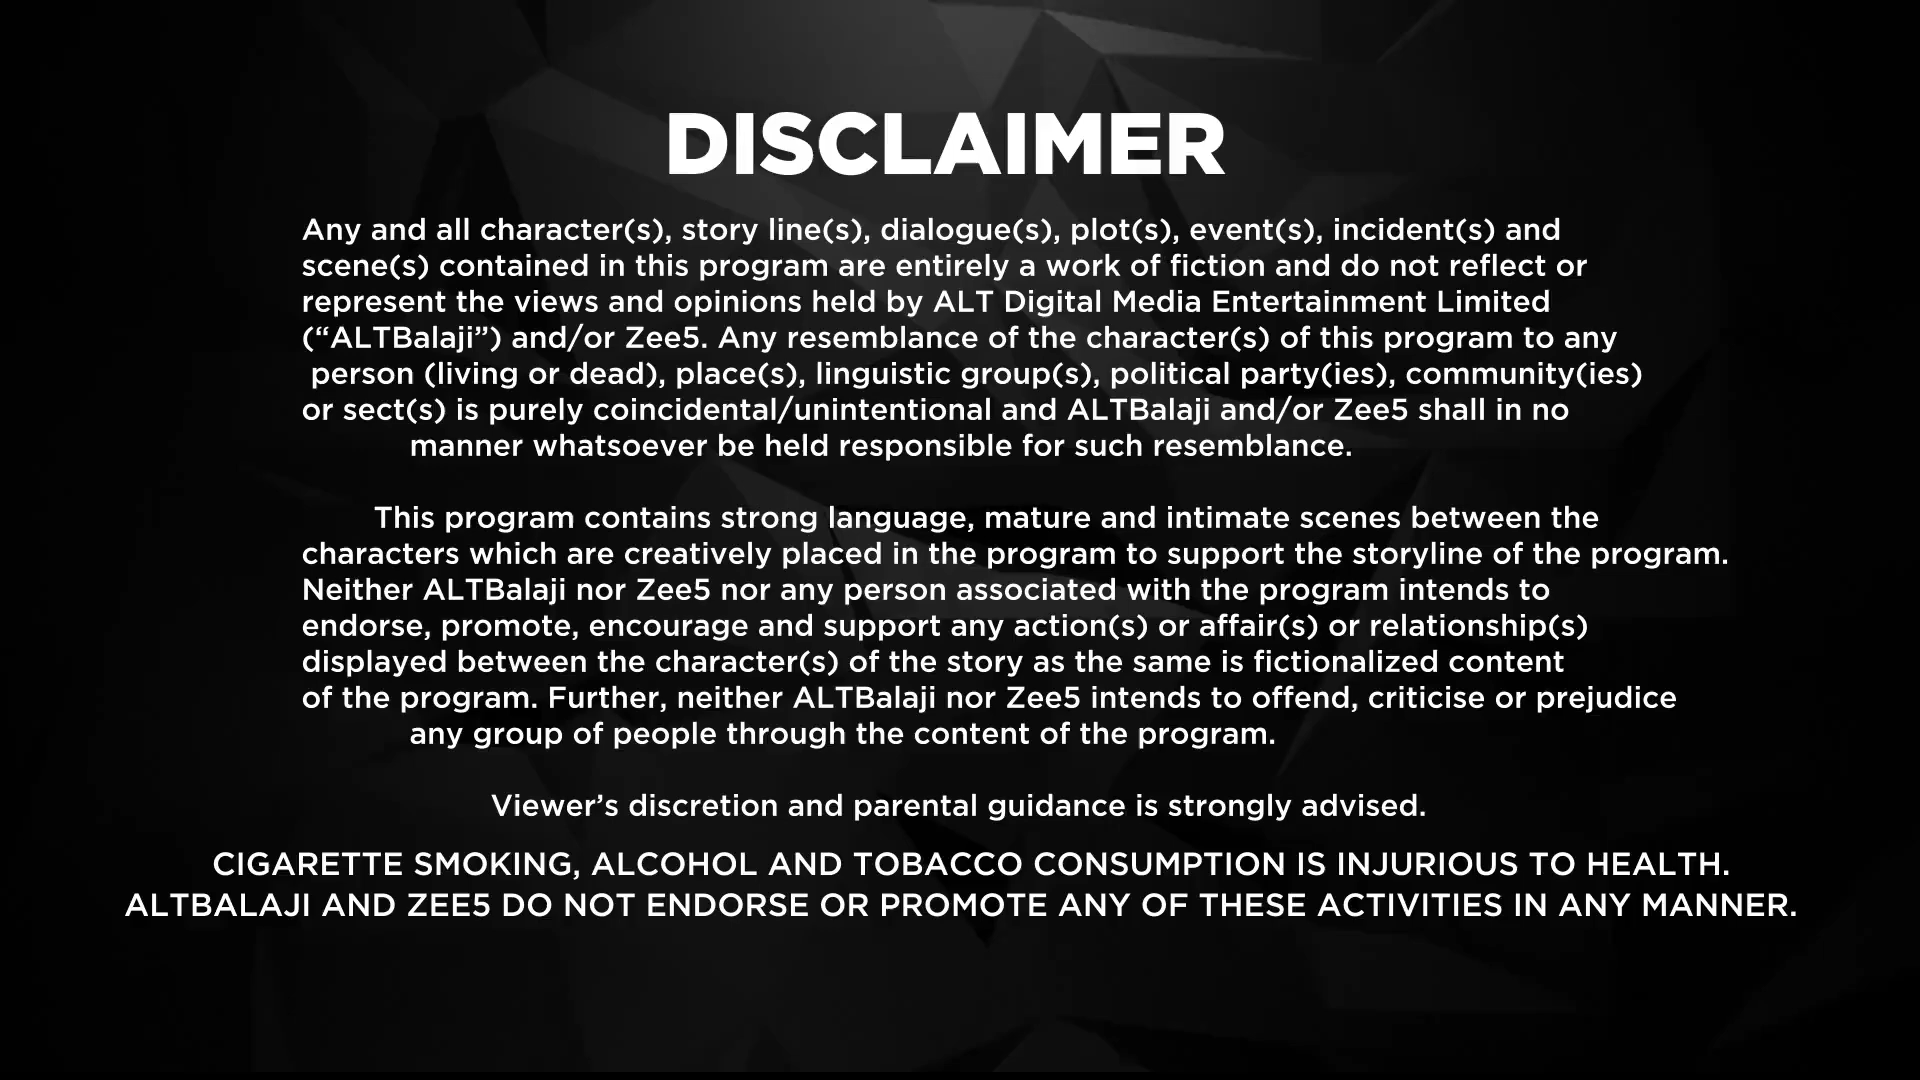 DISCLAIMER
Any and all character(s), story line(s), dialogue(s), plot(s), event(s), incident(s) and
scene(s) contained in this program are entirely a work of fiction and do not reflect or
represent the views and opinions held by ALT Digital Media Entertainment Limited
(“ALTBalaji”) and/or Zee5. Any resemblance of the character(s) of this program to any
person (living or dead), place(s), linguistic group(s), political party(ies), community(ies)
or sect(s) is purely coincidental/unintentional and ALTBalaji and/or Zee5 shall in no
manner whatsoever be held responsible for such resemblance.
This program contains strong language, mature and intimate scenes between the
characters which are creatively placed in the program to support the storyline of the program.
Neither ALTBalaji nor Zee5 nor any person associated with the program intends to
endorse, promote, encourage and support any action(s) or affair(s) or relationship(s)
displayed between the character(s) of the story as the same is fictionalized content
of the program. Further, neither ALTBalaji nor Zee5 intends to offend, criticise or prejudice
any group of people through the content of the program.
Viewer’s discretion and parental guidance is strongly advised.
CIGARETTE SMOKING, ALCOHOL AND TOBACCO CONSUMPTION IS INJURIOUS TO HEALTH.
ALTBALAJI AND ZEE5 DO NOT ENDORSE OR PROMOTE ANY OF THESE ACTIVITIES IN ANY MANNER.